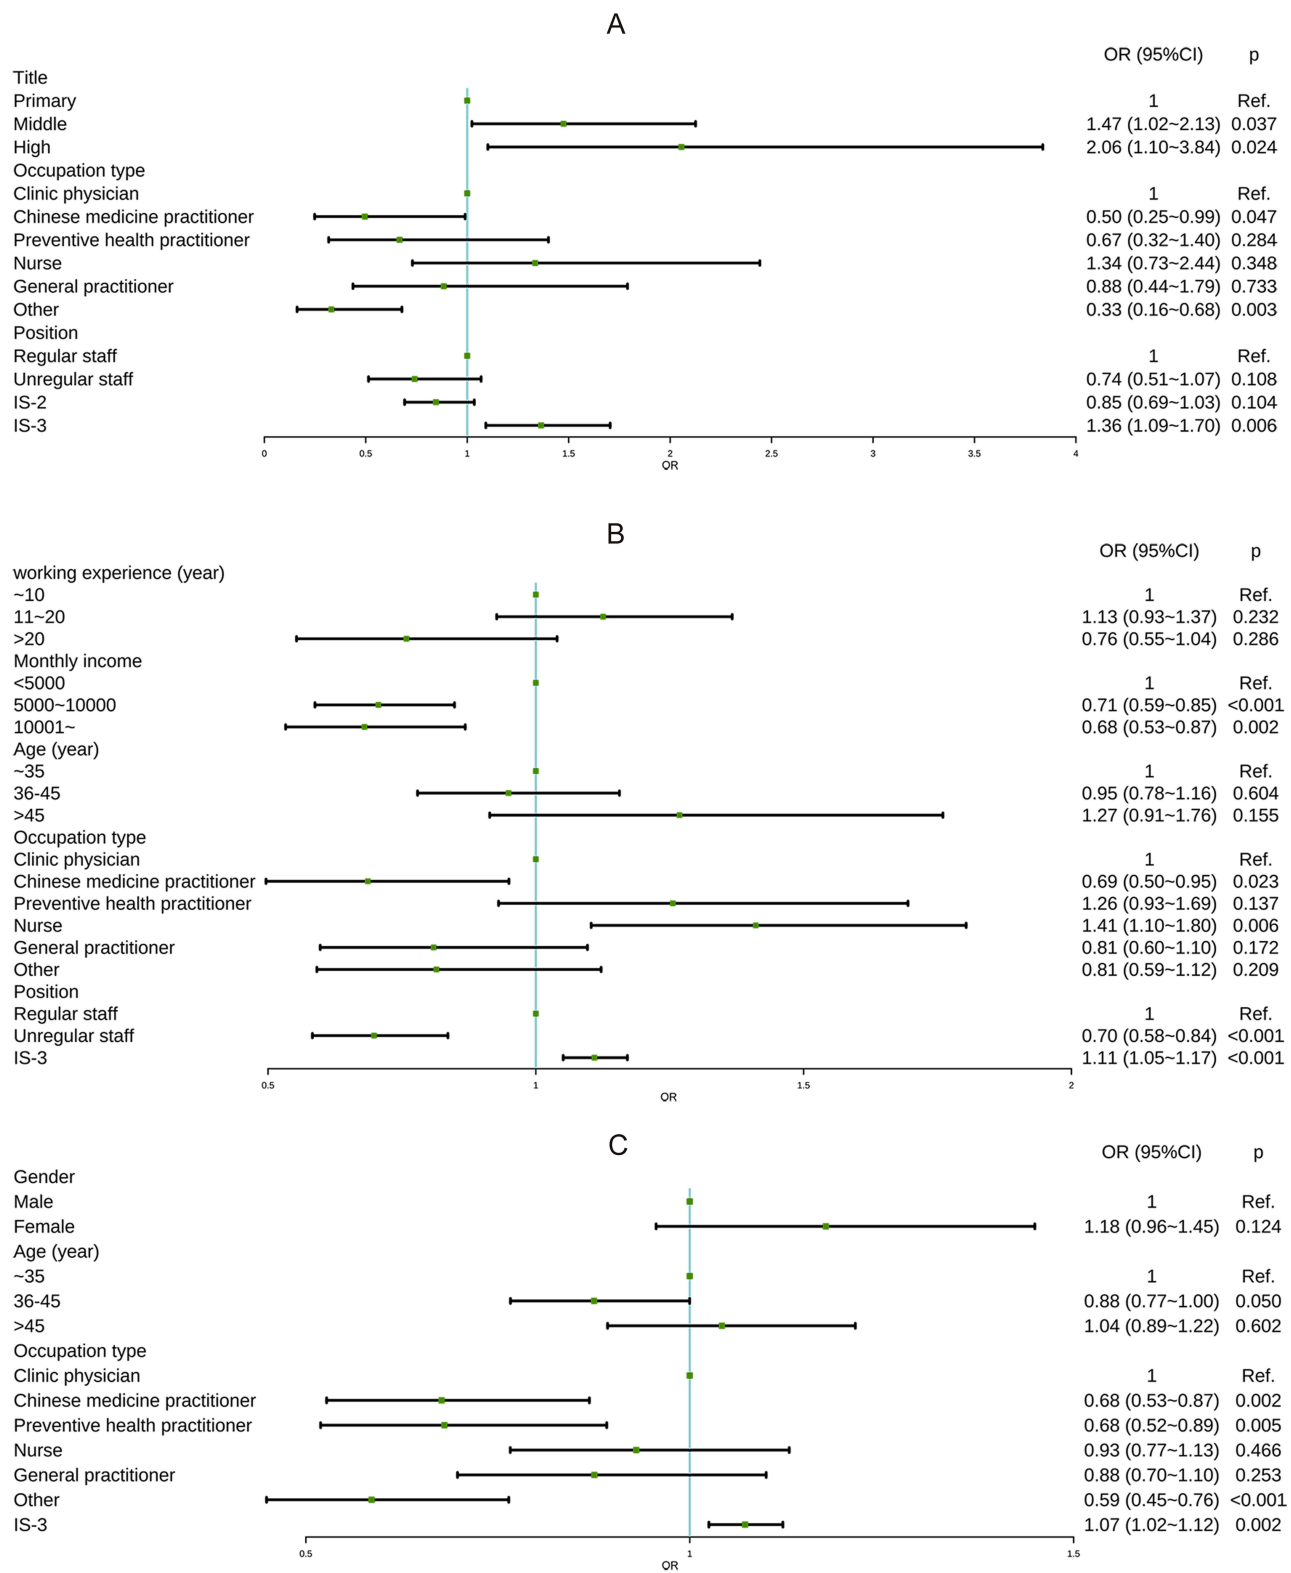 A
OR (95%CI) p
Title
Primary 1 Ref.
Middle 1.47 (1.02~2.13) 0.037
High 2.06 (1.10~3.84) 0.024
Occupation type
Clinic physician 1 Ref.
Chinese medicine practitioner 0.50 (0.25~0.99) 0.047
Preventive health practitioner 0.67 (0.32~1.40) 0.284
Nurse 1.34 (0.73~2.44) 0.348
General practitioner 0.88 (0.44~1.79) 0.733
Other 0.33 (0.16~0.68) 0.003
Position
Regular staff 1 Ref.
Unregular staff 0.74 (0.51~1.07) 0.108
IS-2 0.85 (0.69~1.03) 0.104
IS-3 1.36 (1.09~1.70) 0.006
0 0.5 1 1.5 2 2.5 3 3.5 4
OR
B
OR (95%CI) p
working experience (year)
~10 1 Ref.
11~20 1.13 (0.93~1.37) 0.232
>20 0.76 (0.55~1.04) 0.286
Monthly income
<5000 1 Ref.
5000~10000 0.71 (0.59~0.85) <0.001
10001~ 0.68 (0.53~0.87) 0.002
Age (year)
~35 1 Ref.
36-45 0.95 (0.78~1.16) 0.604
>45 1.27 (0.91~1.76) 0.155
Occupation type
Clinic physician 1 Ref.
Chinese medicine practitioner 0.69 (0.50~0.95) 0.023
Preventive health practitioner 1.26 (0.93~1.69) 0.137
Nurse 1.41 (1.10~1.80) 0.006
General practitioner 0.81 (0.60~1.10) 0.172
Other 0.81 (0.59~1.12) 0.209
Position
Regular staff 1 Ref.
Unregular staff 0.70 (0.58~0.84) <0.001
IS-3 1.11 (1.05~1.17) <0.001
0.5 1 1.5 2
OR
C
OR (95%CI) p
Gender
Male 1 Ref.
Female 1.18 (0.96~1.45) 0.124
Age (year)
~35 1 Ref.
36-45 0.88 (0.77~1.00) 0.050
>45 1.04 (0.89~1.22) 0.602
Occupation type
Clinic physician 1 Ref.
Chinese medicine practitioner 0.68 (0.53~0.87) 0.002
Preventive health practitioner 0.68 (0.52~0.89) 0.005
Nurse 0.93 (0.77~1.13) 0.466
General practitioner 0.88 (0.70~1.10) 0.253
Other 0.59 (0.45~0.76) <0.001
IS-3 1.07 (1.02~1.12) 0.002
0.5 1 1.5
OR